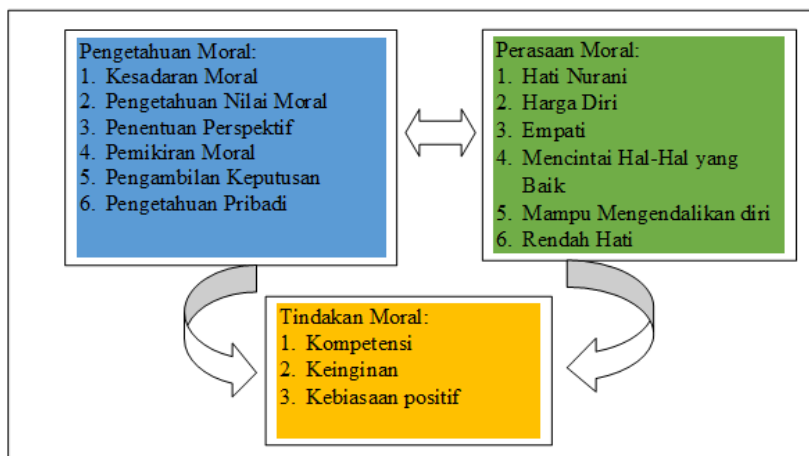 Pengetahuan Moral:
1. Kesadaran Moral
2. Pengetahuan Nilai Moral
3. Penentuan Perspektif
4. Pemikiran Moral
5. Pengambilan Keputusan
6. Pengetahuan Pribadi
Perasaan Moral:
1. Hati Nurani
2. Harga Diri
3. Empati
4. Mencintai Hal-Hal yang
Baik
5. Mampu Mengendalikan diri
6. Rendah Hati
Tindakan Moral:
1. Kompetensi
2. Keinginan
3. Kebiasaan positif